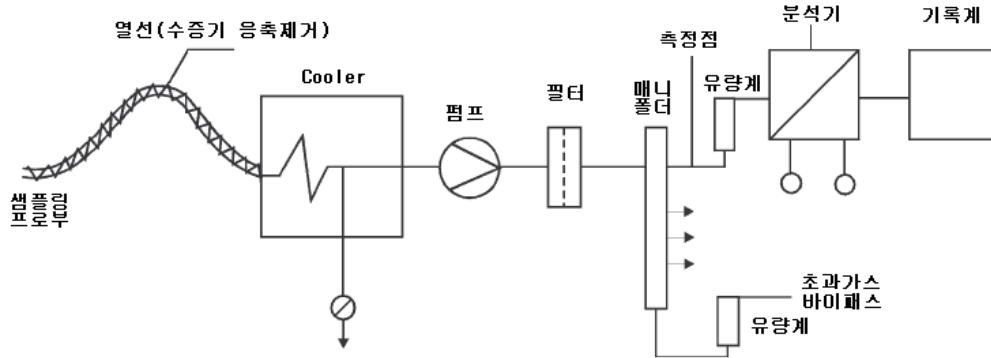 열선(수증기 응축제거)
Cooler
펌프
필터
매니
폴더
측정점
유량계
분석기
기록계
샘플링
프로부
초과가스
바이패스
유량계